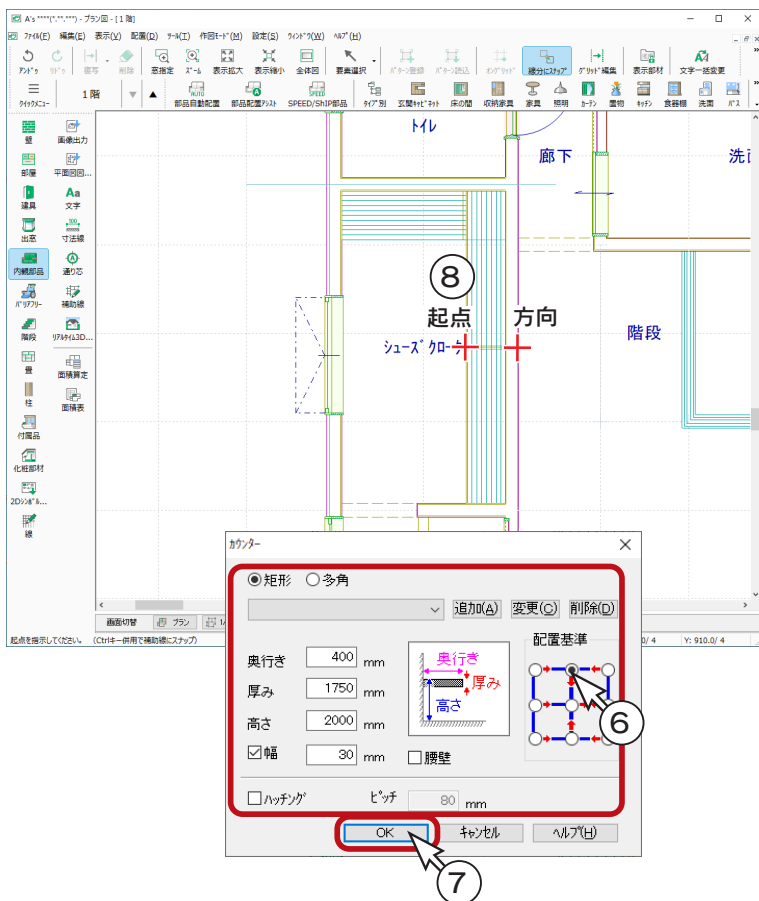 A's ****(*.**.***) - プラン図 - [1 階]
ファイル(F) 編集(E) 表示(V) 配置(D) ツール(T) 作図モード(M) 設定(S) ウィンドウ(W) ヘルプ(H)
アンドゥ リドゥ 複写 削除 窓指定 ズーム 表示拡大 表示縮小 全体図 要素選択 パターン登録 パターン読込 オングリッド 線分にスナップ グリッド編集 表示部材 文字一括変更
クイックメニュー 1 階 部品自動配置 部品配置アシスト SPEED/ShIP部品 タイプ別 玄関キャビネット 床の間 収納家具 家具 照明 カーテン 置物 キッチン 食器棚 洗面 バス
壁 画像出力
部屋 平面図図...
建具 文字
出窓 寸法線
内観部品 通り芯
バリアフリー 補助線
階段 リアルタイム3D...
畳 面積算定
柱 面積表
付属品
化粧部材
2Dシンボル...
線
トイレ
廊下
洗面
⑧
起点 方向
シューズクローク
階段
カウンター
矩形 多角
追加(A) 変更(C) 削除(D)
奥行き 400 mm
厚み 1750 mm
高さ 2000 mm
幅 30 mm
奥行き
厚み
高さ
腰壁
配置基準
⑥
ハッチング ピッチ 80 mm
OK キャンセル ヘルプ(H)
⑦
画面切替 プラン 1/
起点を指示してください。 (Ctrlキー併用で補助線にスナップ)
0/ 4 Y: 910.0/ 4